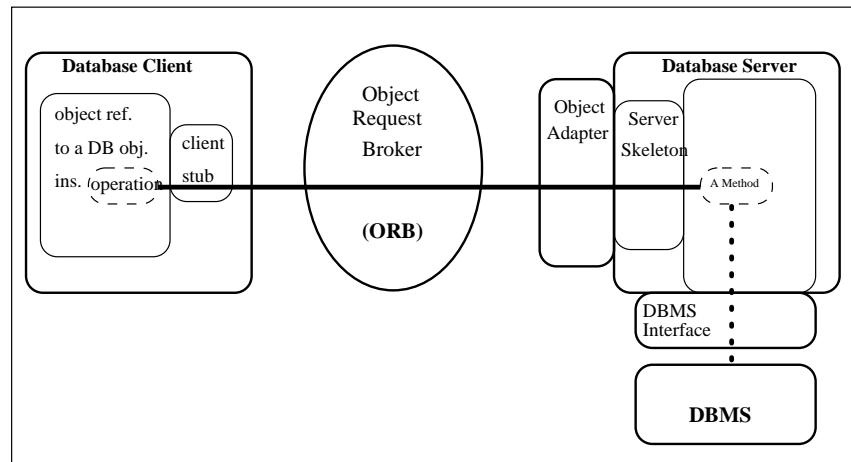 Database Client
object ref.
to a DB obj.
ins.
operation
client
stub
Object
Request
Broker
(ORB)
Object
Adapter
Database Server
Server
Skeleton
A Method
DBMS
Interface
DBMS